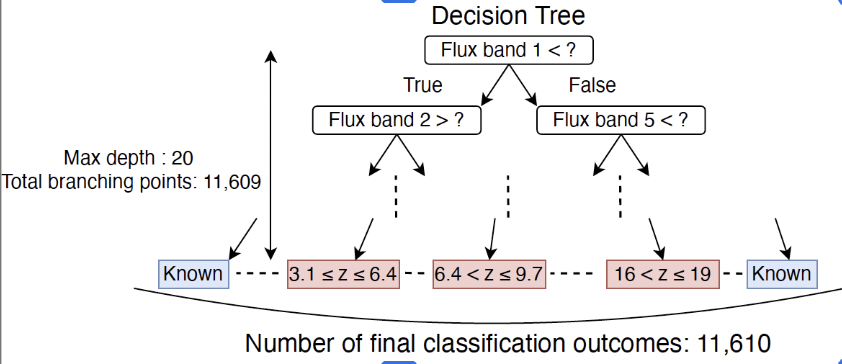 Decision Tree
Flux band 1 < ?
True
False
Flux band 2 > ?
Flux band 5 < ?
Max depth : 20
Total branching points: 11,609
Known
3.1 ≤ z ≤ 6.4
6.4 < z ≤ 9.7
16 < z ≤ 19
Known
Number of final classification outcomes: 11,610